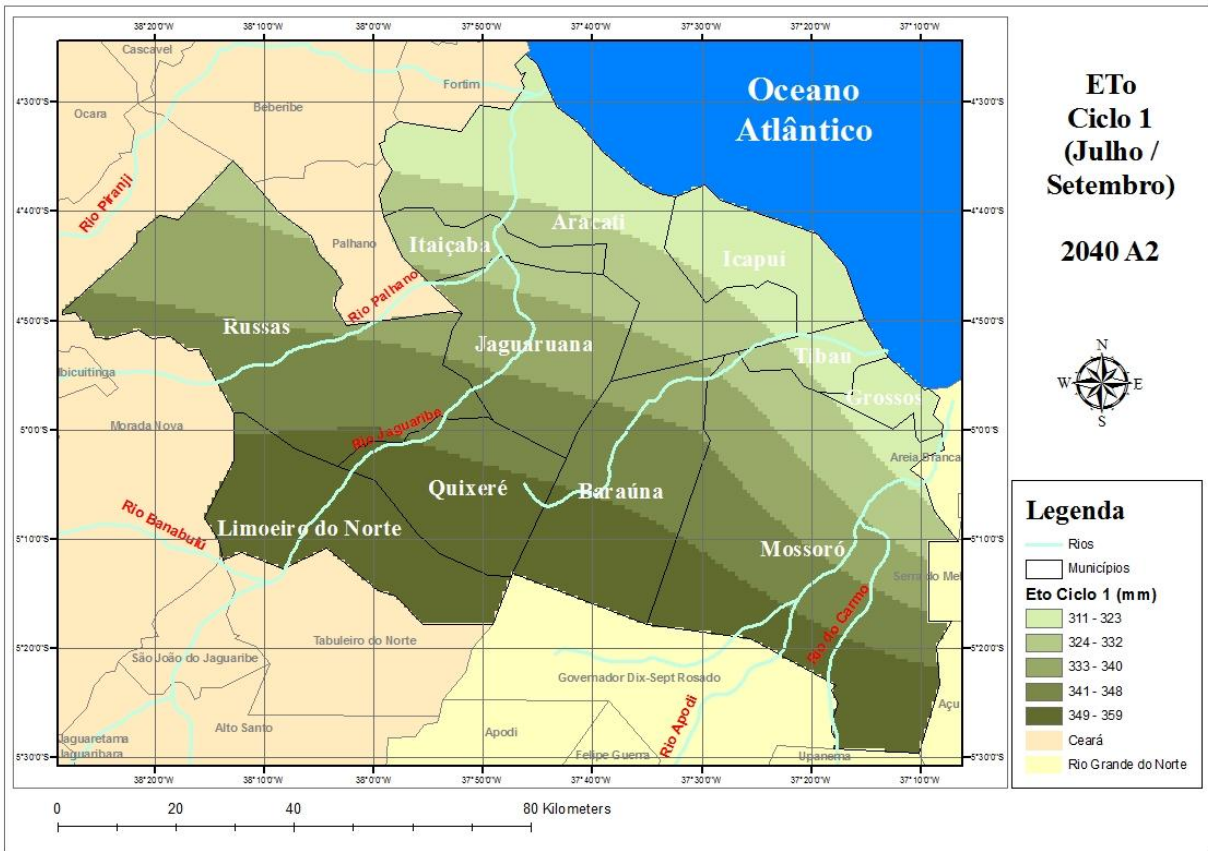 38°20'0"W 38°10'0"W 38°0'0"W 37°50'0"W 37°40'0"W 37°30'0"W 37°20'0"W 37°10'0"W
4°30'0"S
4°40'0"S
4°50'0"S
5°0'0"S
5°10'0"S
5°20'0"S
5°30'0"S
Cascavel
Fortim
Ocara
Beberibe
Oceano
Atlântico
Rio Piranji
Palhano
Itaiçaba
Aracati
Icapuí
Rio Palhano
Russas
Jaguaruana
Tibau
Ibicuitinga
Grossos
Morada Nova
Rio Jaguaribe
Areia Branca
Quixeré
Baraúna
Rio Banabuiú
Limoeiro do Norte
Mossoró
Serra do Mel
Rio do Carmo
Tabuleiro do Norte
São João do Jaguaribe
Governador Dix-Sept Rosado
Rio Apodi
Açu
Alto Santo
Apodi
Jaguaretama
Jaguaribara
Felipe Guerra
Upanema
4°30'0"S
4°40'0"S
4°50'0"S
5°0'0"S
5°10'0"S
5°20'0"S
5°30'0"S
38°20'0"W 38°10'0"W 38°0'0"W 37°50'0"W 37°40'0"W 37°30'0"W 37°20'0"W 37°10'0"W
0 20 40 80 Kilometers
ETo
Ciclo 1
(Julho /
Setembro)
2040 A2
N
W E
S
Legenda
Rios
Municípios
Eto Ciclo 1 (mm)
311 - 323
324 - 332
333 - 340
341 - 348
349 - 359
Ceará
Rio Grande do Norte